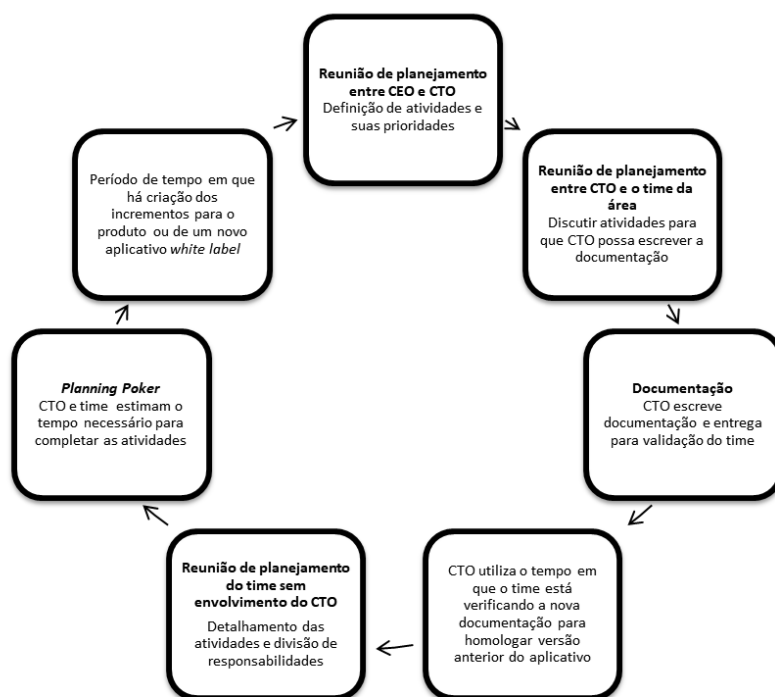 Reunião de planejamento
entre CEO e CTO
Definição de atividades e
suas prioridades
Reunião de planejamento
entre CTO e o time da
área
Discutir atividades para
que CTO possa escrever a
documentação
Documentação
CTO escreve
documentação e entrega
para validação do time
CTO utiliza o tempo em
que o time está
verificando a nova
documentação para
homologar versão
anterior do aplicativo
Reunião de planejamento
do time sem
envolvimento do CTO
Detalhamento das
atividades e divisão de
responsabilidades
Planning Poker
CTO e time estimam o
tempo necessário para
completar as atividades
Período de tempo em que
há criação dos
incrementos para o
produto ou de um novo
aplicativo white label